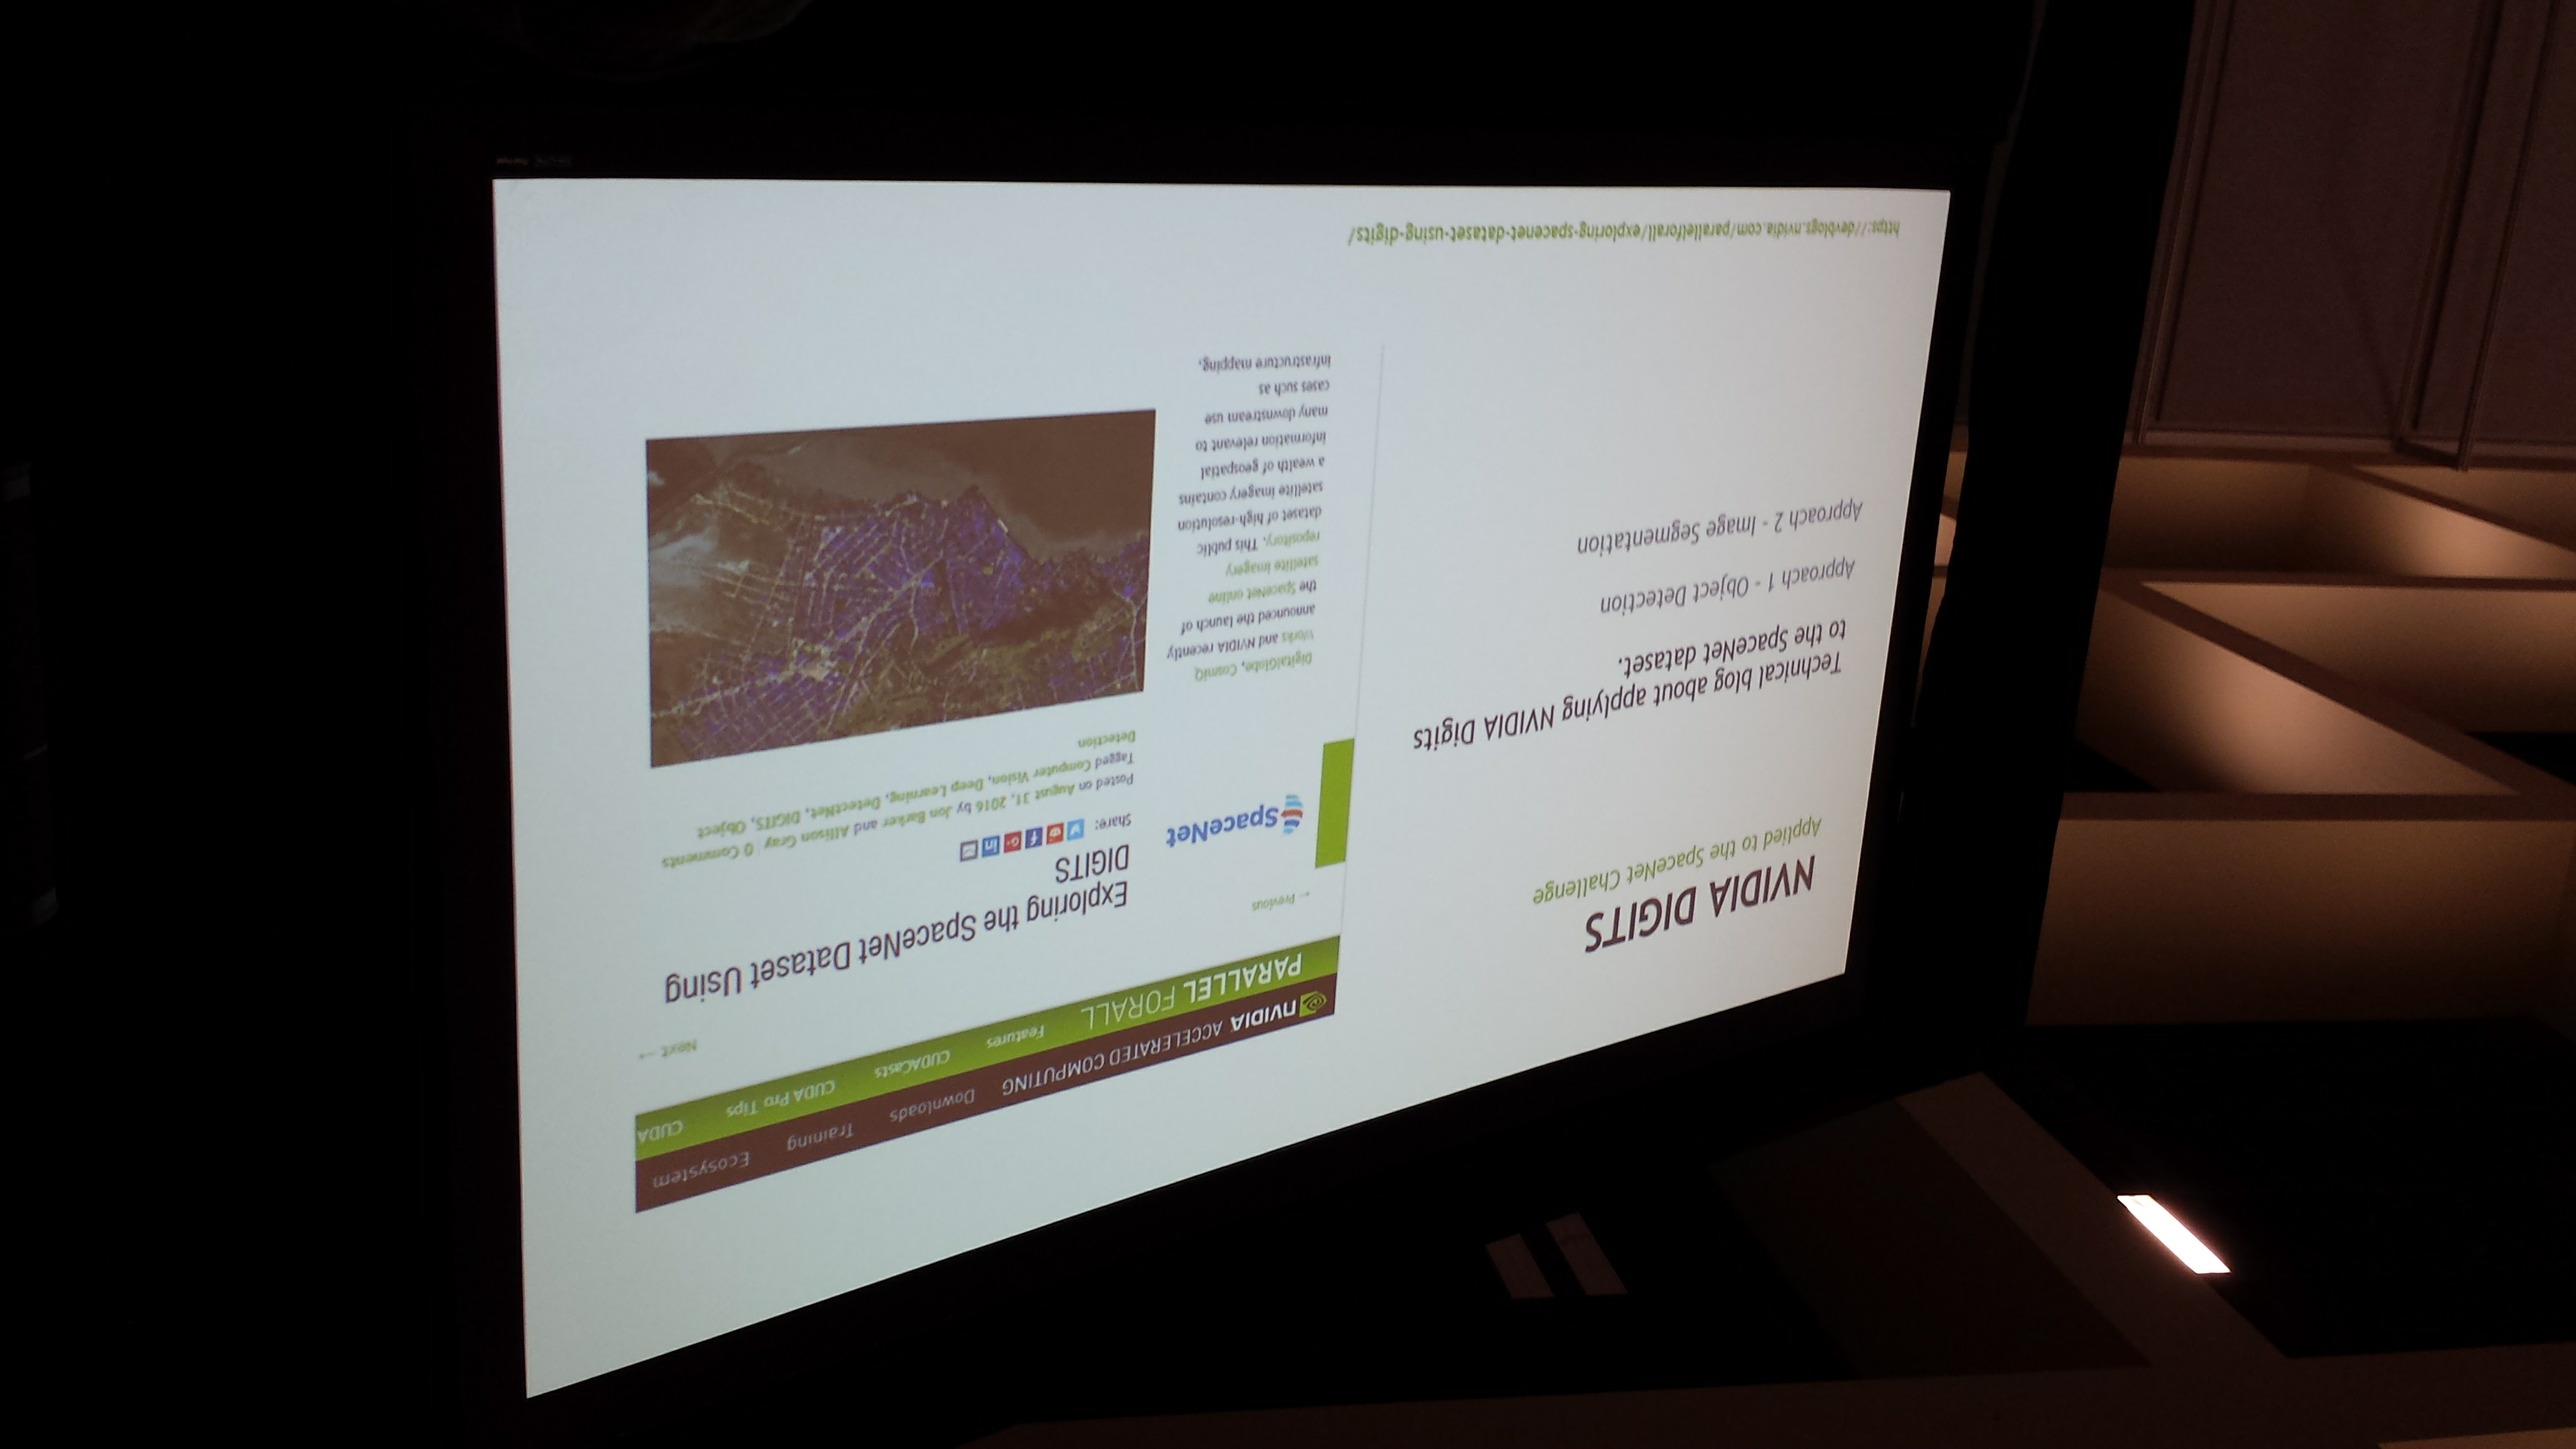 NVIDIA DIGITS
Applied to the SpaceNet Challenge
Technical blog about applying NVIDIA Digits
to the SpaceNet dataset.
Approach 1 - Object Detection
Approach 2 - Image Segmentation
https://devblogs.nvidia.com/parallelforall/exploring-spacenet-dataset-using-digits/
NVIDIA ACCELERATED COMPUTING Downloads Training Ecosystem
PARALLEL FORALL Features CUDACasts CUDA Pro Tips CUDA
← Previous
Next →
SpaceNet
Exploring the SpaceNet Dataset Using
DIGITS
Share:
Posted on August 31, 2016 by Jon Barker and Allison Gray 0 Comments
Tagged Computer Vision, Deep Learning, DetectNet, DIGITS, Object
Detection
DigitalGlobe, CosmiQ
Works and NVIDIA recently
announced the launch of
the SpaceNet online
satellite imagery
repository. This public
dataset of high-resolution
satellite imagery contains
a wealth of geospatial
information relevant to
many downstream use
cases such as
infrastructure mapping,